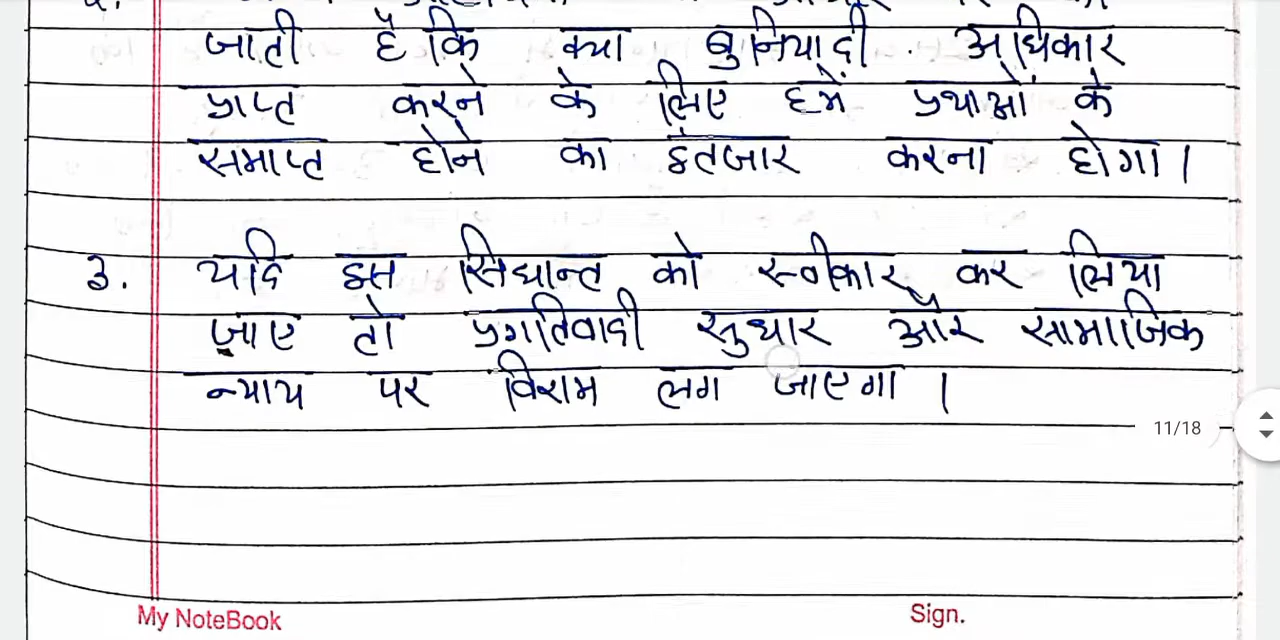 जाती है कि क्या बुनियादी अधिकार
प्राप्त करने के लिए हमें प्रथाओं के
समाप्त होने का इंतजार करना होगा।
3. यदि इस सिधान्त को स्वीकार कर लिया
जाए तो प्रगतिवादी सुधार और सामाजिक
न्याय पर विराम लग जाएगा।
11/18
My NoteBook Sign.